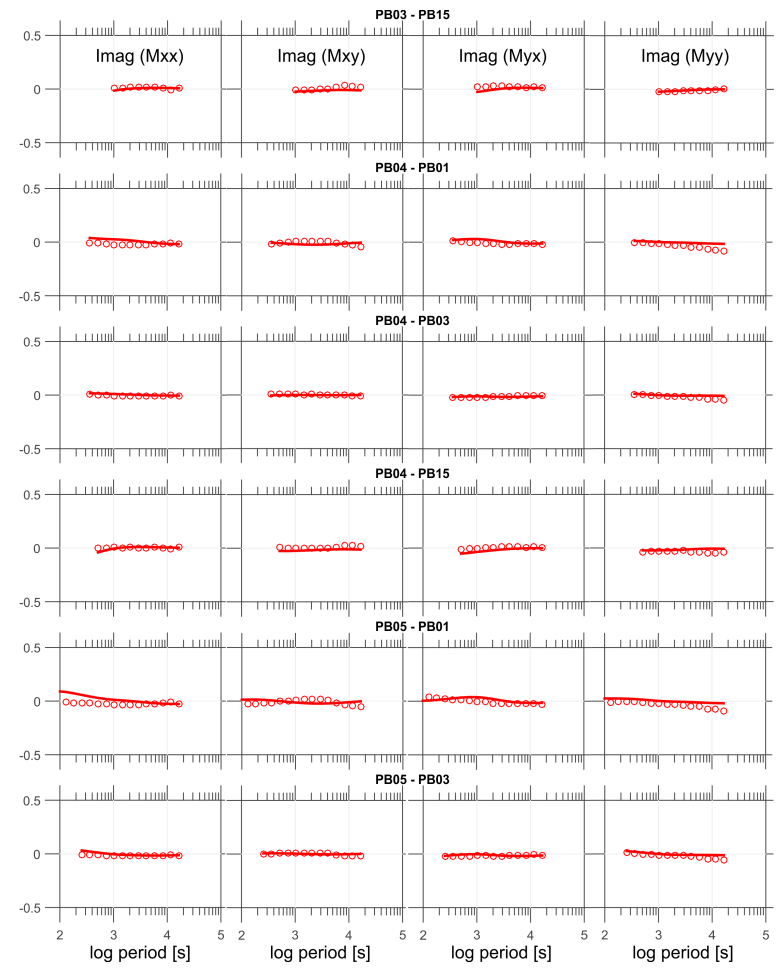 PB03 - PB15
0.5
Imag (Mxx) Imag (Mxy) Imag (Myx) Imag (Myy)
0
-0.5
PB04 - PB01
0.5
0
-0.5
PB04 - PB03
0.5
0
-0.5
PB04 - PB15
0.5
0
-0.5
PB05 - PB01
0.5
0
-0.5
PB05 - PB03
0.5
0
-0.5
2 3 4 5 2 3 4 5 2 3 4 5 2 3 4 5
log period [s] log period [s] log period [s] log period [s]